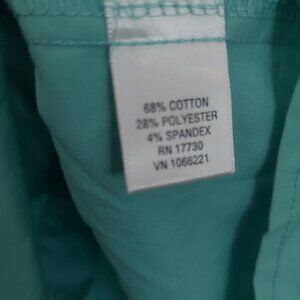 68% COTTON
28% POLYESTER
4% SPANDEX
RN 17730
VN 1066221